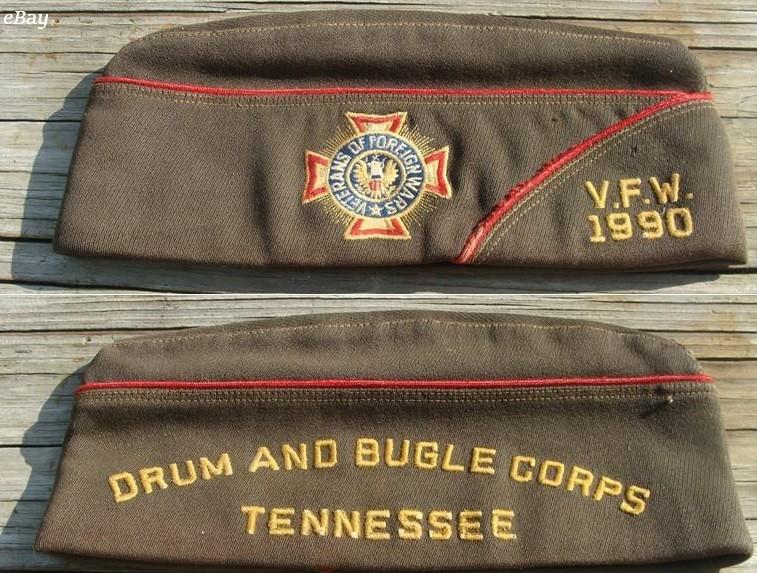 eBay
VETERANS OF FOREIGN WARS
V.F.W.
1990
DRUM AND BUGLE CORPS
TENNESSEE